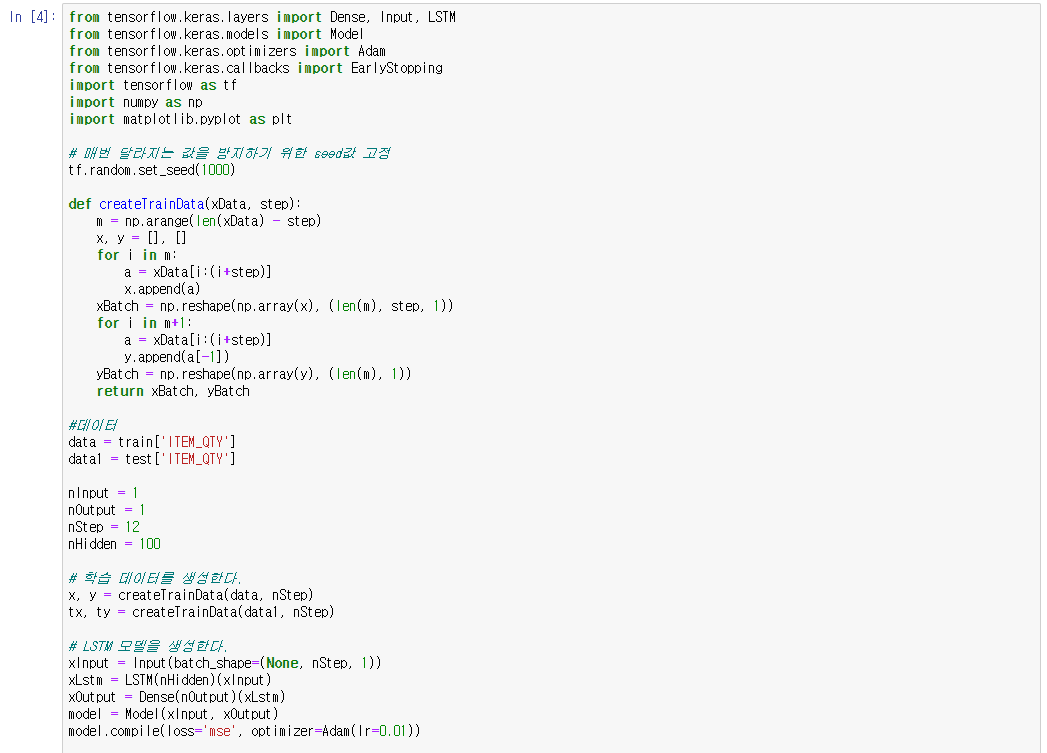 In [4]:
from tensorflow.keras.layers import Dense, Input, LSTM
from tensorflow.keras.models import Model
from tensorflow.keras.optimizers import Adam
from tensorflow.keras.callbacks import EarlyStopping
import tensorflow as tf
import numpy as np
import matplotlib.pyplot as plt
# 매번 달라지는 값을 방지하기 위한 seed값 고정
tf.random.set_seed(1000)
def createTrainData(xData, step):
    m = np.arange(len(xData) - step)
    x, y = [], []
    for i in m:
        a = xData[i:(i+step)]
        x.append(a)
    xBatch = np.reshape(np.array(x), (len(m), step, 1))
    for i in m+1:
        a = xData[i:(i+step)]
        y.append(a[-1])
    yBatch = np.reshape(np.array(y), (len(m), 1))
    return xBatch, yBatch
#데이터
data = train['ITEM_QTY']
data1 = test['ITEM_QTY']
nInput = 1
nOutput = 1
nStep = 12
nHidden = 100
# 학습 데이터를 생성한다.
x, y = createTrainData(data, nStep)
tx, ty = createTrainData(data1, nStep)
# LSTM 모델을 생성한다.
xInput = Input(batch_shape=(None, nStep, 1))
xLstm = LSTM(nHidden)(xInput)
xOutput = Dense(nOutput)(xLstm)
model = Model(xInput, xOutput)
model.compile(loss='mse', optimizer=Adam(lr=0.01))